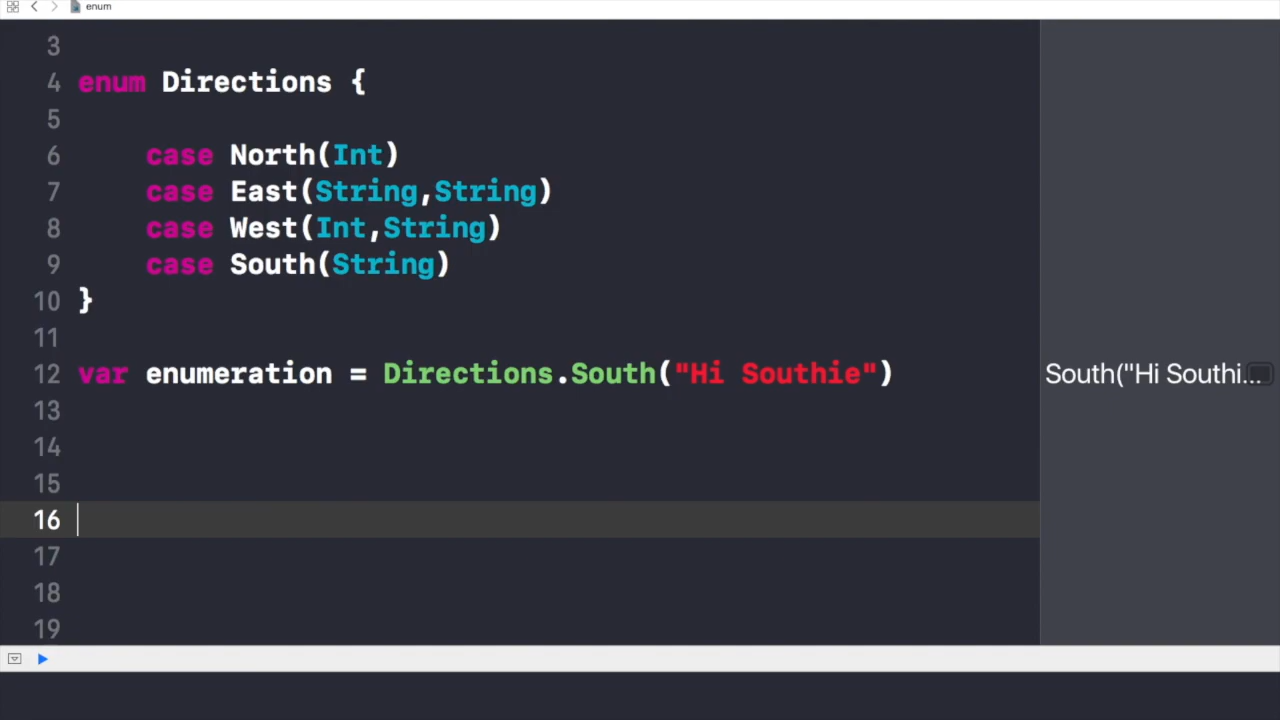 enum
3
4 enum Directions {
5
6 case North(Int)
7 case East(String,String)
8 case West(Int,String)
9 case South(String)
10 }
11
12 var enumeration = Directions.South("Hi Southie") South("Hi Southi...
13
14
15
16
17
18
19